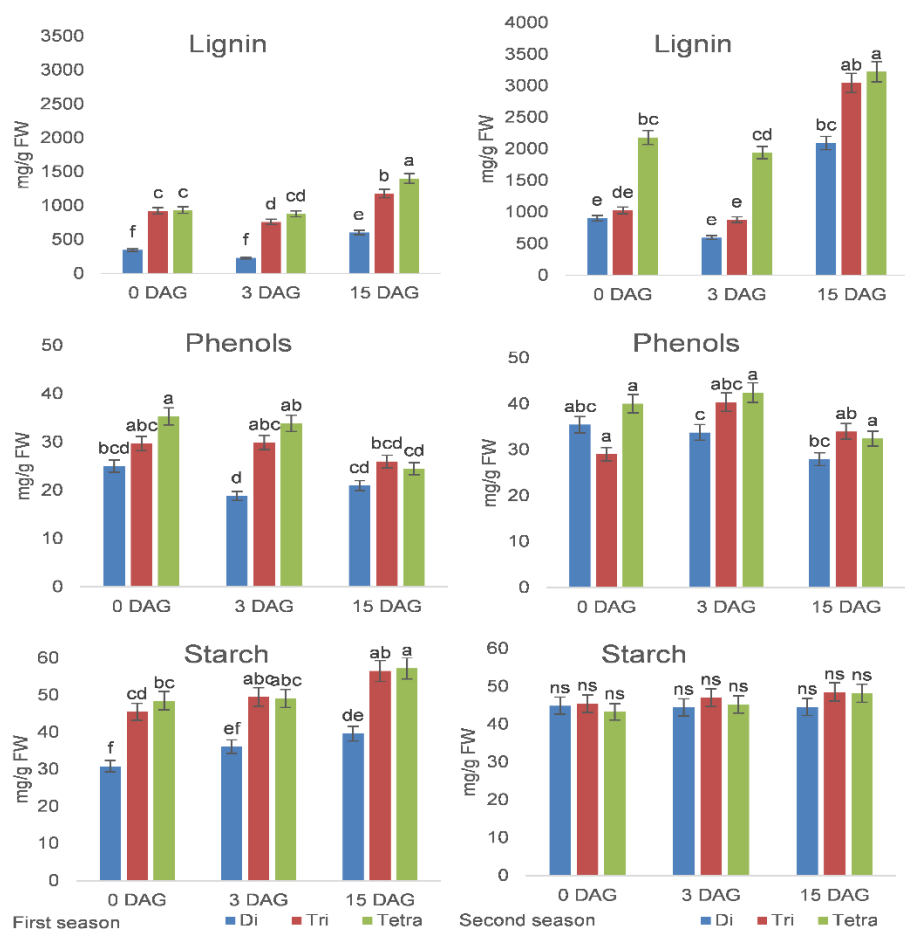 Lignin
3500
3000
2500
2000
1500
1000
500
0
mg/g FW
f c c
f d cd
e b a
0 DAG 3 DAG 15 DAG
Lignin
4000
3500
3000
2500
2000
1500
1000
500
0
mg/g FW
e de bc
e e cd
bc ab a
0 DAG 3 DAG 15 DAG
Phenols
50
40
30
20
10
0
mg/g FW
bcd abc a
d abc ab
cd bcd cd
0 DAG 3 DAG 15 DAG
Phenols
50
40
30
20
10
0
mg/g FW
abc a a
c abc a
bc ab a
0 DAG 3 DAG 15 DAG
Starch
60
50
40
30
20
10
0
mg/g FW
f cd bc
ef abc abc
de ab a
0 DAG 3 DAG 15 DAG
First season Di Tri Tetra
Starch
60
50
40
30
20
10
0
mg/g FW
ns ns ns
ns ns ns
ns ns ns
0 DAG 3 DAG 15 DAG
Second season Di Tri Tetra